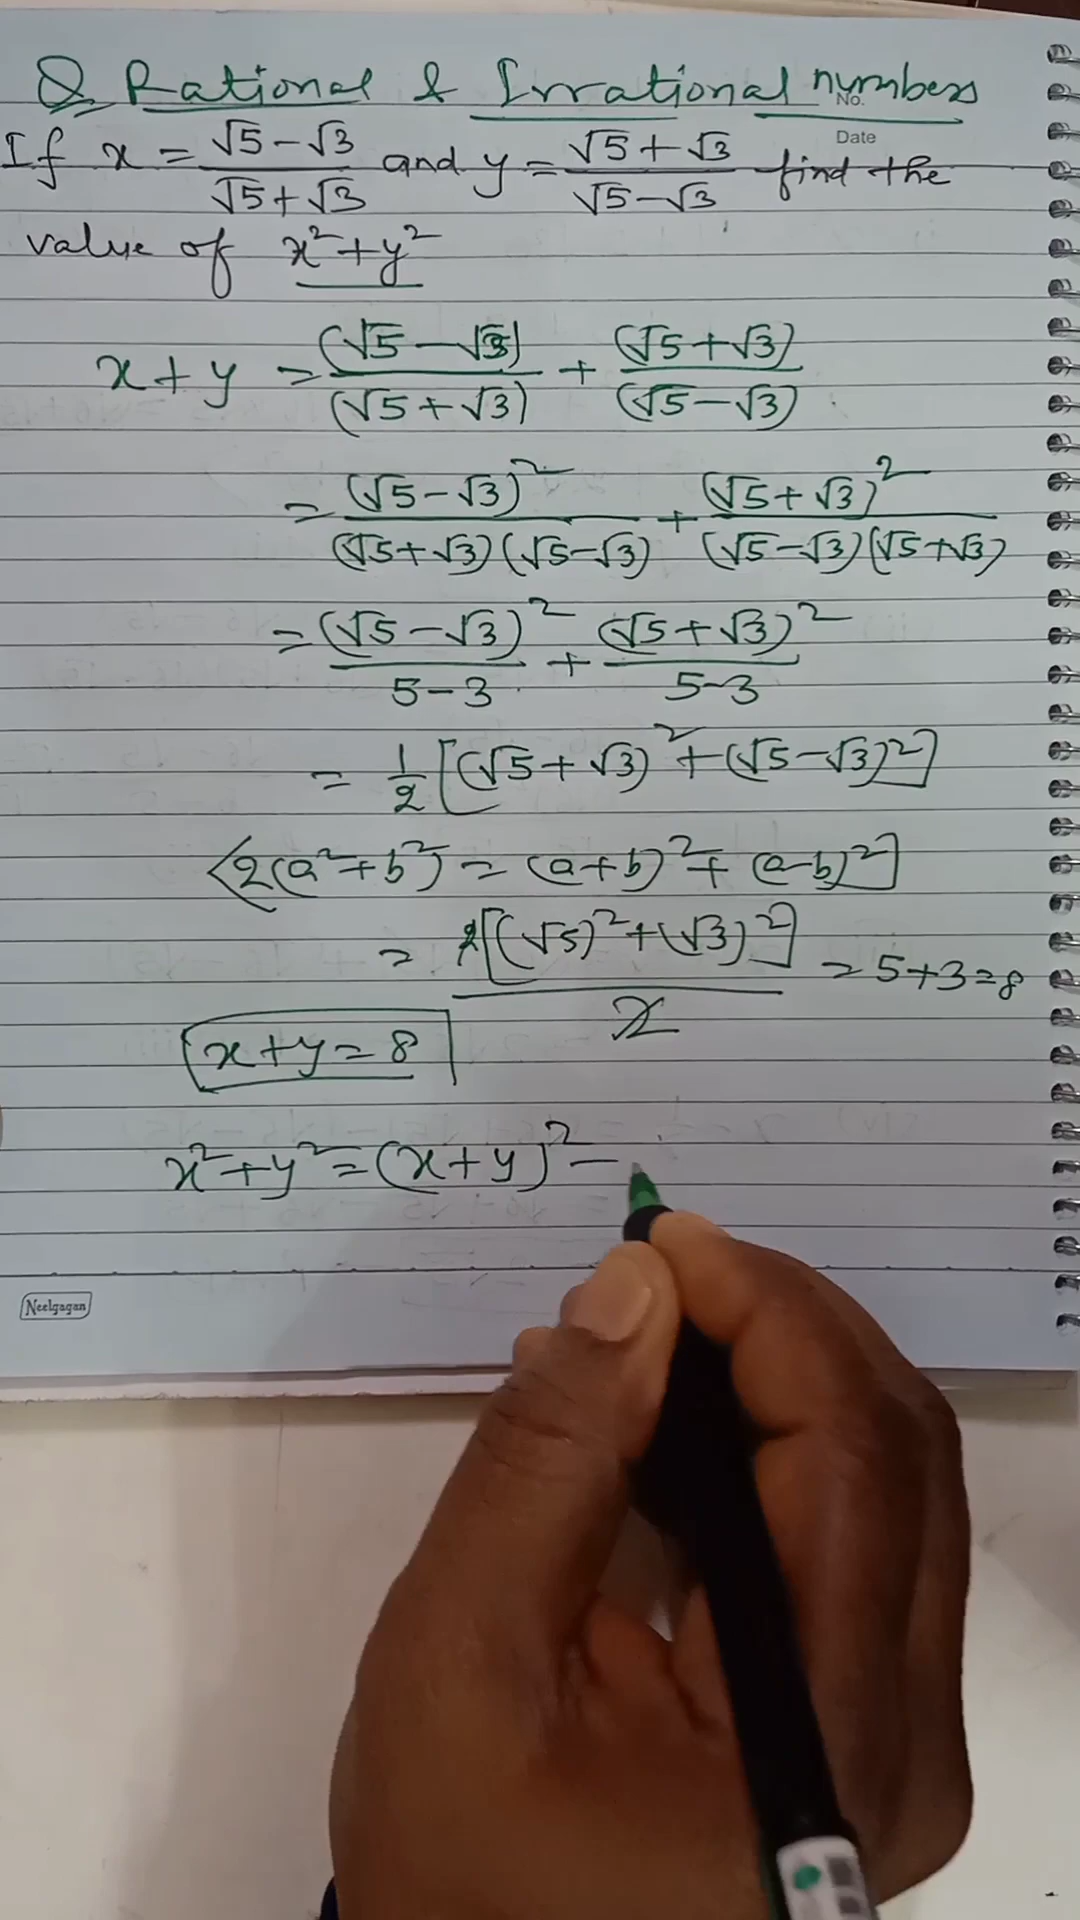 Q Rational & Irrational numbers
No.
Date
If x = √5-√3/√5+√3 and y = √5+√3/√5-√3 find the
value of x²+y²
x+y = (√5-√3)/(√5+√3) + (√5+√3)/(√5-√3)
= (√5-√3)²/(√5+√3)(√5-√3) + (√5+√3)²/(√5-√3)(√5+√3)
= (√5-√3)²/5-3 + (√5+√3)²/5-3
= 1/2 [(√5+√3)²+(√5-√3)²]
<2(a²+b²) = (a+b)²+(a-b)²]
= 2[(√5)²+(√3)²]/2 = 5+3=8
x+y=8
x²+y²=(x+y)²-
Neelgagan